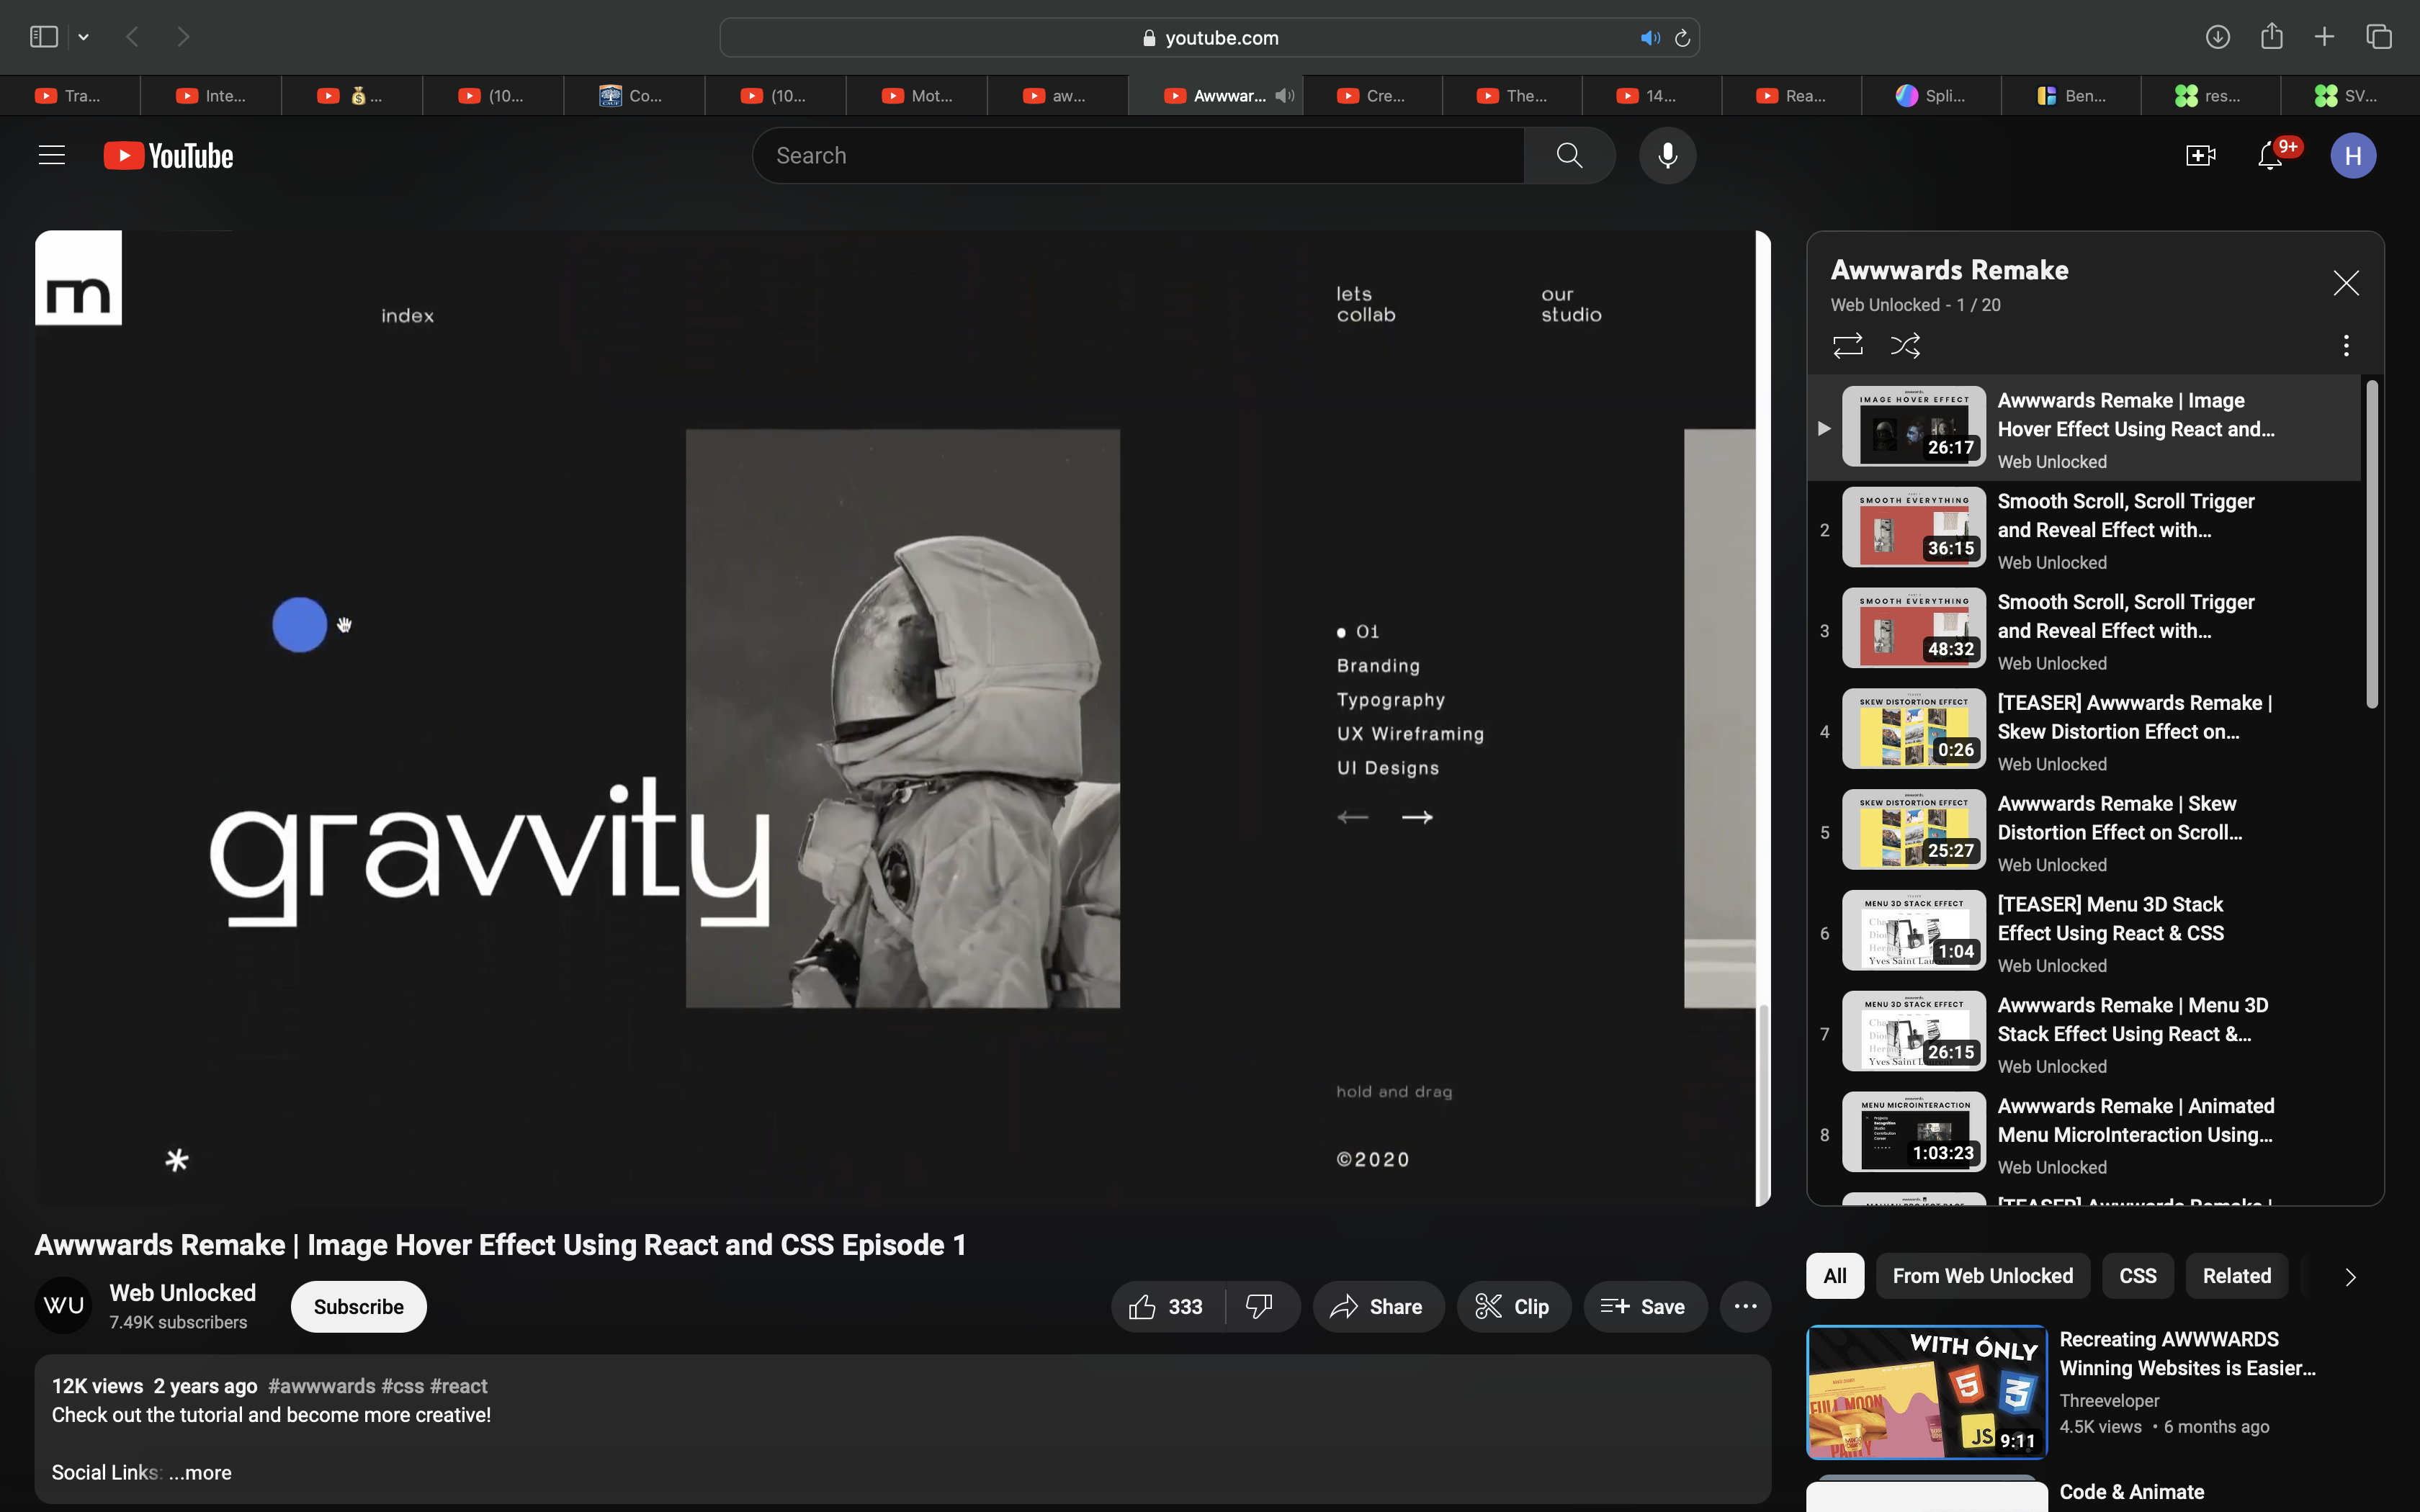 youtube.com
Tra...
Inte...
...
(10...
Co...
(10...
Mot...
aw...
Awwwar...
Cre...
The...
14...
Rea...
Spli...
Ben...
res...
SV...
YouTube
Search
9+
H
m
index
lets
collab
our
studio
01
Branding
Typography
UX Wireframing
UI Designs
gravvity
hold and drag
*
©2020
Awwwards Remake
Web Unlocked - 1 / 20
IMAGE HOVER EFFECT
26:17
Awwwards Remake | Image
Hover Effect Using React and...
Web Unlocked
2
SMOOTH EVERYTHING
36:15
Smooth Scroll, Scroll Trigger
and Reveal Effect with...
Web Unlocked
3
SMOOTH EVERYTHING
48:32
Smooth Scroll, Scroll Trigger
and Reveal Effect with...
Web Unlocked
4
SKEW DISTORTION EFFECT
0:26
[TEASER] Awwwards Remake |
Skew Distortion Effect on...
Web Unlocked
5
SKEW DISTORTION EFFECT
25:27
Awwwards Remake | Skew
Distortion Effect on Scroll...
Web Unlocked
6
MENU 3D STACK EFFECT
1:04
[TEASER] Menu 3D Stack
Effect Using React & CSS
Web Unlocked
7
MENU 3D STACK EFFECT
26:15
Awwwards Remake | Menu 3D
Stack Effect Using React &...
Web Unlocked
8
MENU MICROINTERACTION
1:03:23
Awwwards Remake | Animated
Menu MicroInteraction Using...
Web Unlocked
[TEASER] Awwwards Remake |
Awwwards Remake | Image Hover Effect Using React and CSS Episode 1
WU
Web Unlocked
7.49K subscribers
Subscribe
333
Share
Clip
Save
12K views 2 years ago #awwwards #css #react
Check out the tutorial and become more creative!
Social Links: ...more
All
From Web Unlocked
CSS
Related
WITH ÓNLY
FULL MOON
PARTY
5
3
JS
9:11
Recreating AWWWARDS
Winning Websites is Easier...
Threeveloper
4.5K views • 6 months ago
Code & Animate